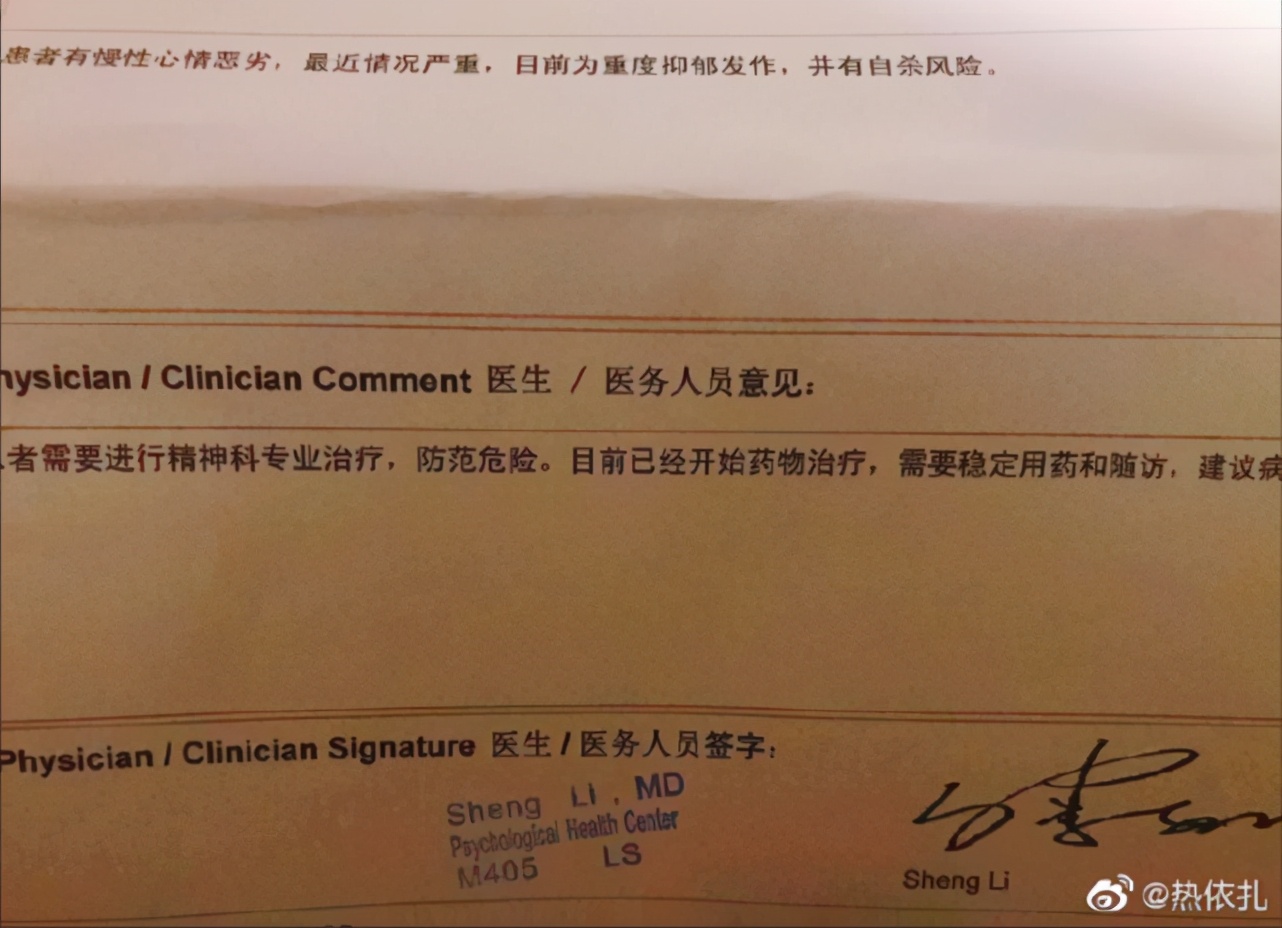 患者有慢性心情恶劣，最近情况严重，目前为重度抑郁发作，并有自杀风险。
hysician / Clinician Comment 医生 / 医务人员意见：
者需要进行精神科专业治疗，防范危险。目前已经开始药物治疗，需要稳定用药和随访，建议病
Physician / Clinician Signature 医生 / 医务人员签字：
Sheng LI , MD
Psychological Health Center
M405 LS
Sheng Li
@热依扎